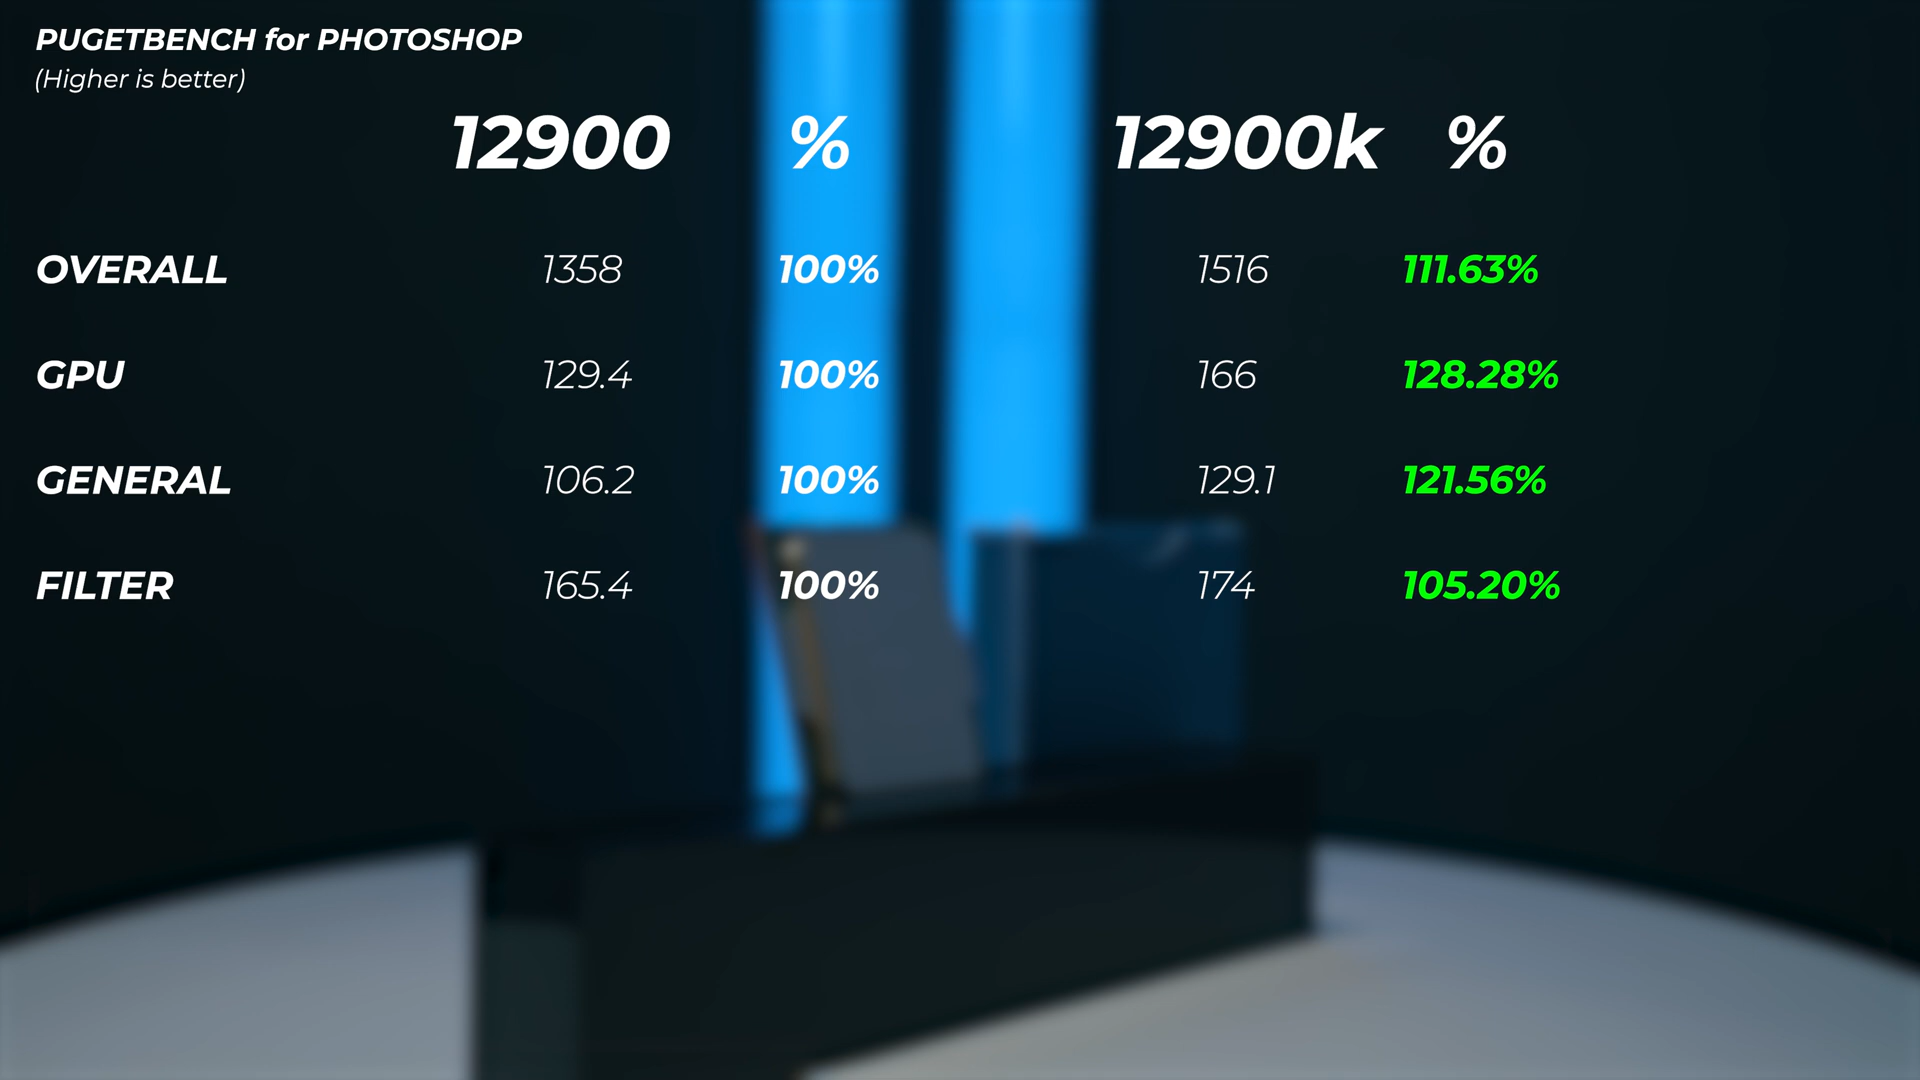 PUGETBENCH for PHOTOSHOP
(Higher is better)
12900 % 12900k %
OVERALL 1358 100% 1516 111.63%
GPU 129.4 100% 166 128.28%
GENERAL 106.2 100% 129.1 121.56%
FILTER 165.4 100% 174 105.20%